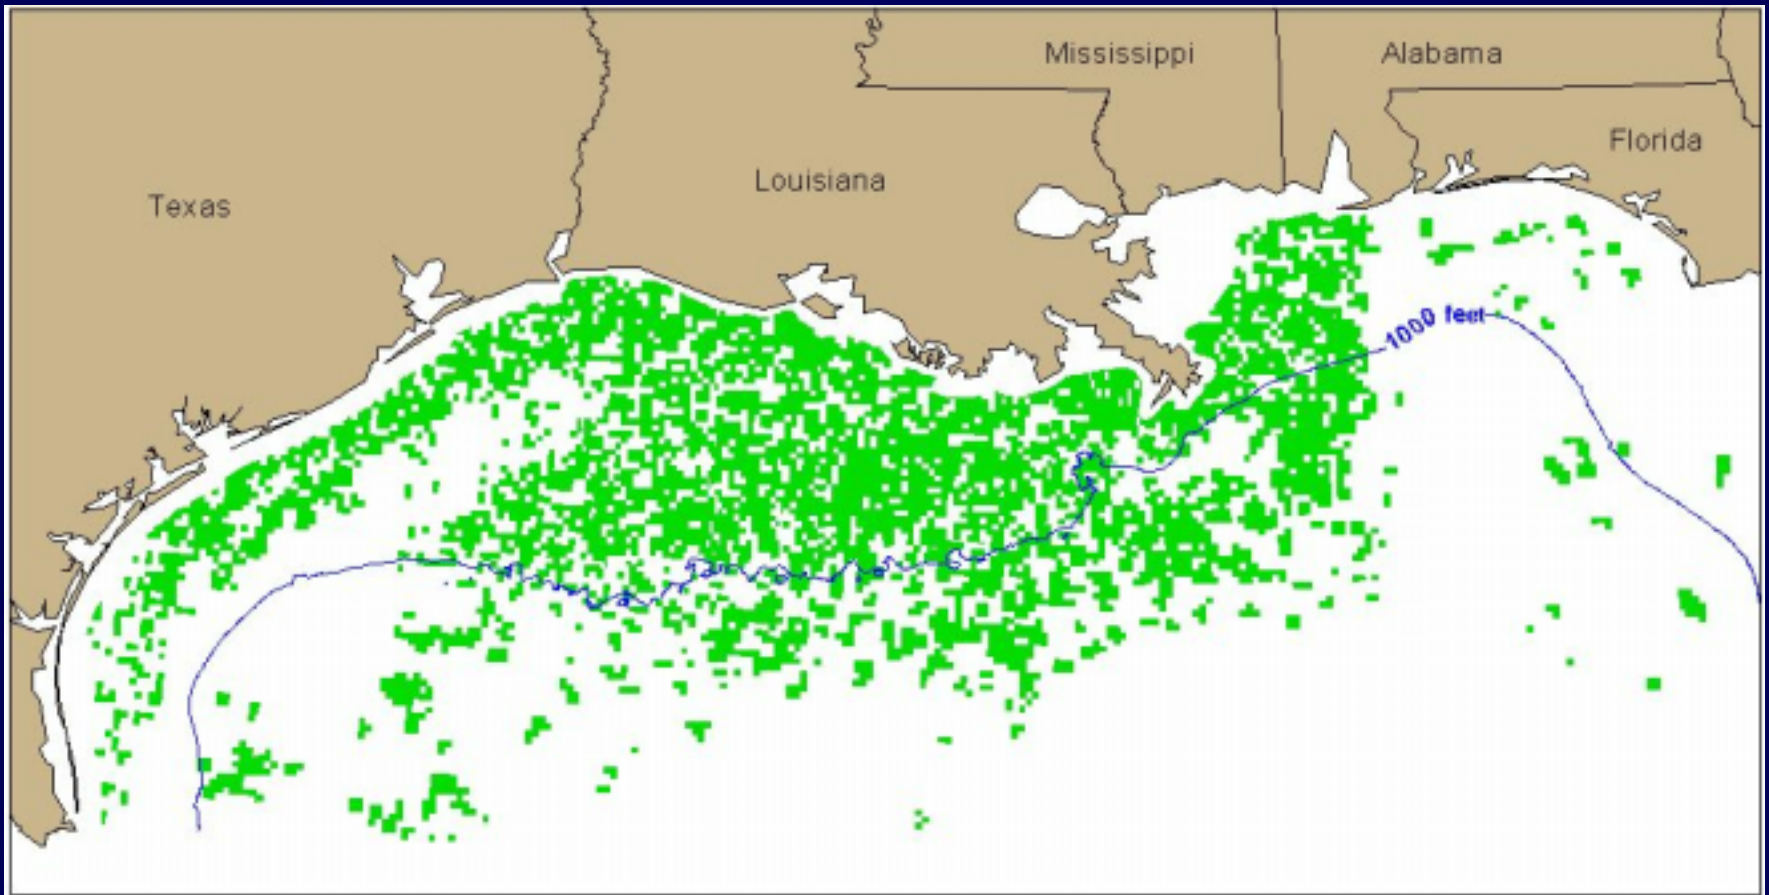 Mississippi
Alabama
Florida
Louisiana
Texas
1000 feet